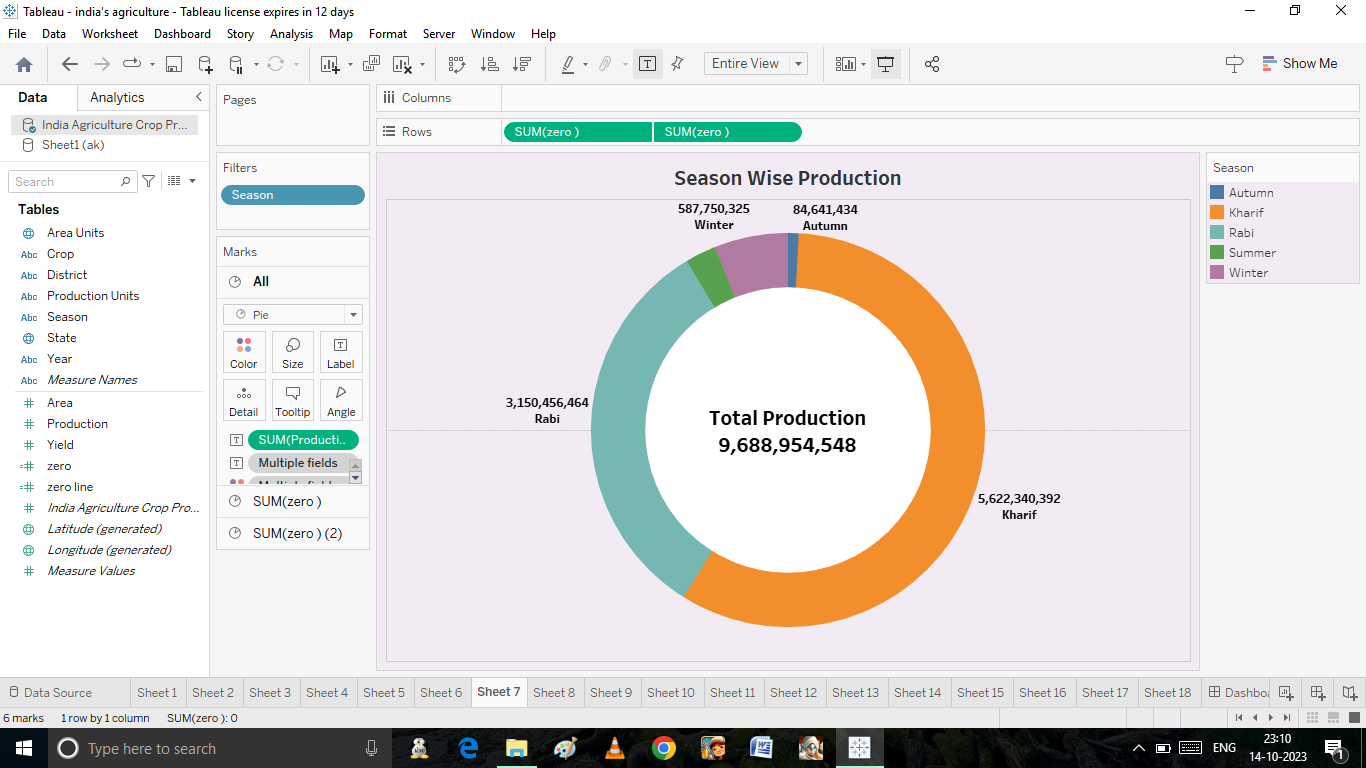 Tableau - india's agriculture - Tableau license expires in 12 days
File Data Worksheet Dashboard Story Analysis Map Format Server Window Help
Entire View
Show Me
Data Analytics
India Agriculture Crop Pr...
Sheet1 (ak)
Search
Tables
Area Units
Abc Crop
Abc District
Abc Production Units
Abc Season
State
Abc Year
Abc Measure Names
Area
Production
Yield
zero
zero line
India Agriculture Crop Pro...
Latitude (generated)
Longitude (generated)
Measure Values
Pages
Filters
Season
Marks
All
Pie
Color Size Label
Detail Tooltip Angle
SUM(Producti..
Multiple fields
SUM(zero )
SUM(zero ) (2)
Columns
Rows SUM(zero ) SUM(zero )
Season Wise Production
587,750,325
Winter
84,641,434
Autumn
3,150,456,464
Rabi
Total Production
9,688,954,548
5,622,340,392
Kharif
Season
Autumn
Kharif
Rabi
Summer
Winter
Data Source Sheet 1 Sheet 2 Sheet 3 Sheet 4 Sheet 5 Sheet 6 Sheet 7 Sheet 8 Sheet 9 Sheet 10 Sheet 11 Sheet 12 Sheet 13 Sheet 14 Sheet 15 Sheet 16 Sheet 17 Sheet 18 Dashboa
6 marks 1 row by 1 column SUM(zero ): 0
Type here to search
ENG
23:10
14-10-2023
1